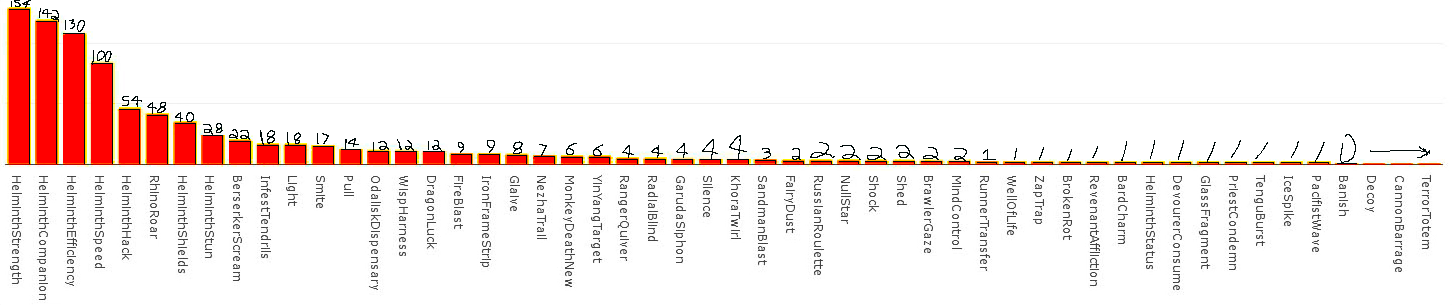 154 142 130 100 54 48 40 28 22 18 18 17 14 12 12 12 9 9 8 7 6 6 4 4 4 4 4 3 2 2 2 2 2 2 2 1 1 1 1 1 1 1 1 1 1 1 1 1 0
HelminthStrength
HelminthCompanion
HelminthEfficiency
HelminthSpeed
HelminthHack
RhinoRoar
HelminthShields
HelminthStun
BerserkerScream
InfestTendrils
Light
Smite
Pull
OdaliskDispensary
WispHarness
DragonLuck
FireBlast
IronFrameStrip
Glaive
NezhaTrail
MonkeyDeathNew
YinYangTarget
RangerQuiver
RadialBlind
GarudaSiphon
Silence
KhoraTwirl
SandmanBlast
FairyDust
RussianRoulette
NullStar
Shock
Shed
BrawlerGaze
MindControl
RunnerTransfer
WellOfLife
ZapTrap
BrokenRot
RevenantAffliction
BardCharm
HelminthStatus
DevourerConsume
GlassFragment
PriestCondemn
TenguBurst
IceSpike
PacifistWave
Banish
Decoy
CannonBarrage
TerrorTotem